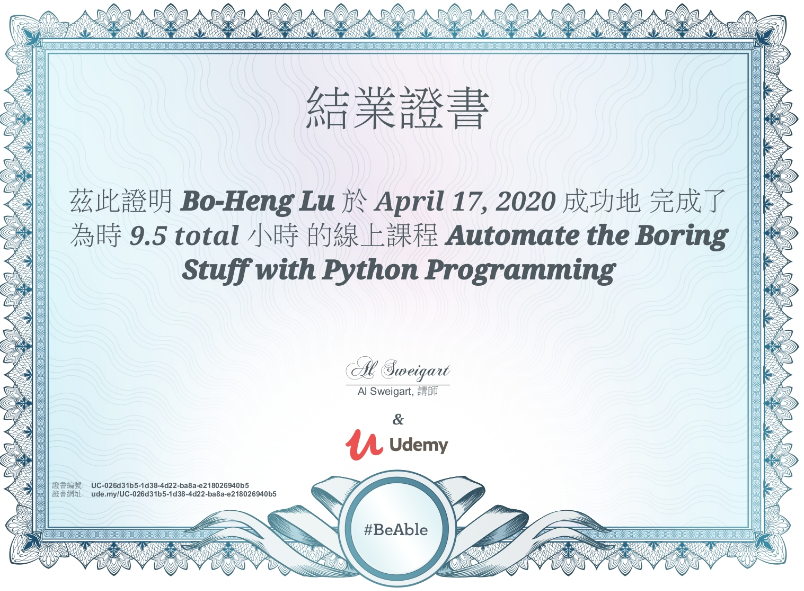 結業證書
茲此證明 Bo-Heng Lu 於 April 17, 2020 成功地 完成了
為時 9.5 total 小時 的線上課程 Automate the Boring
Stuff with Python Programming
Al Sweigart
Al Sweigart, 講師
&
Udemy
證書編號 UC-026d31b5-1d38-4d22-ba8a-e218026940b5
證書網址 ude.my/UC-026d31b5-1d38-4d22-ba8a-e218026940b5
#BeAble